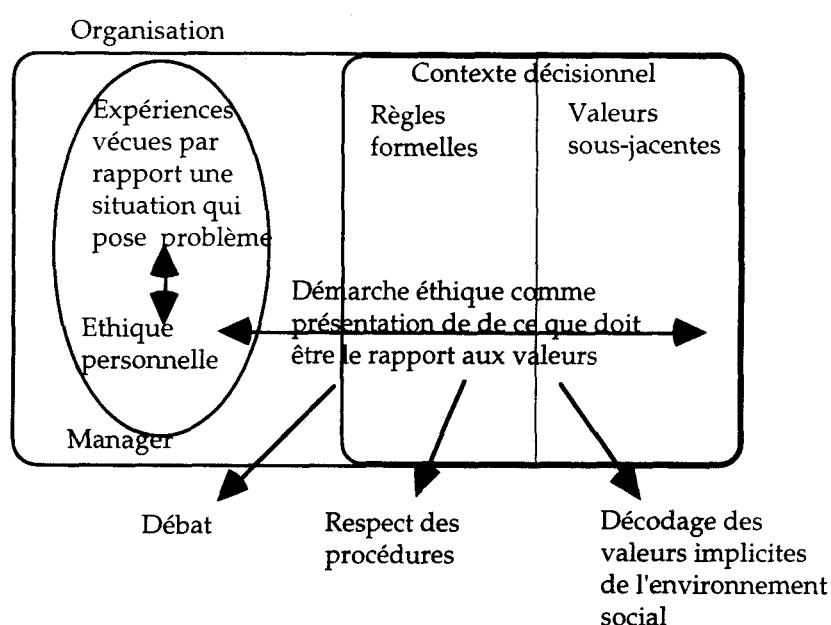 Organisation
Contexte décisionnel
Expériences
vécues par
rapport une
situation qui
pose problème
Règles
formelles
Valeurs
sous-jacentes
Démarche éthique comme
présentation de de ce que doit
être le rapport aux valeurs
Ethique
personnelle
Manager
Débat
Respect des
procédures
Décodage des
valeurs implicites
de l'environnement
social